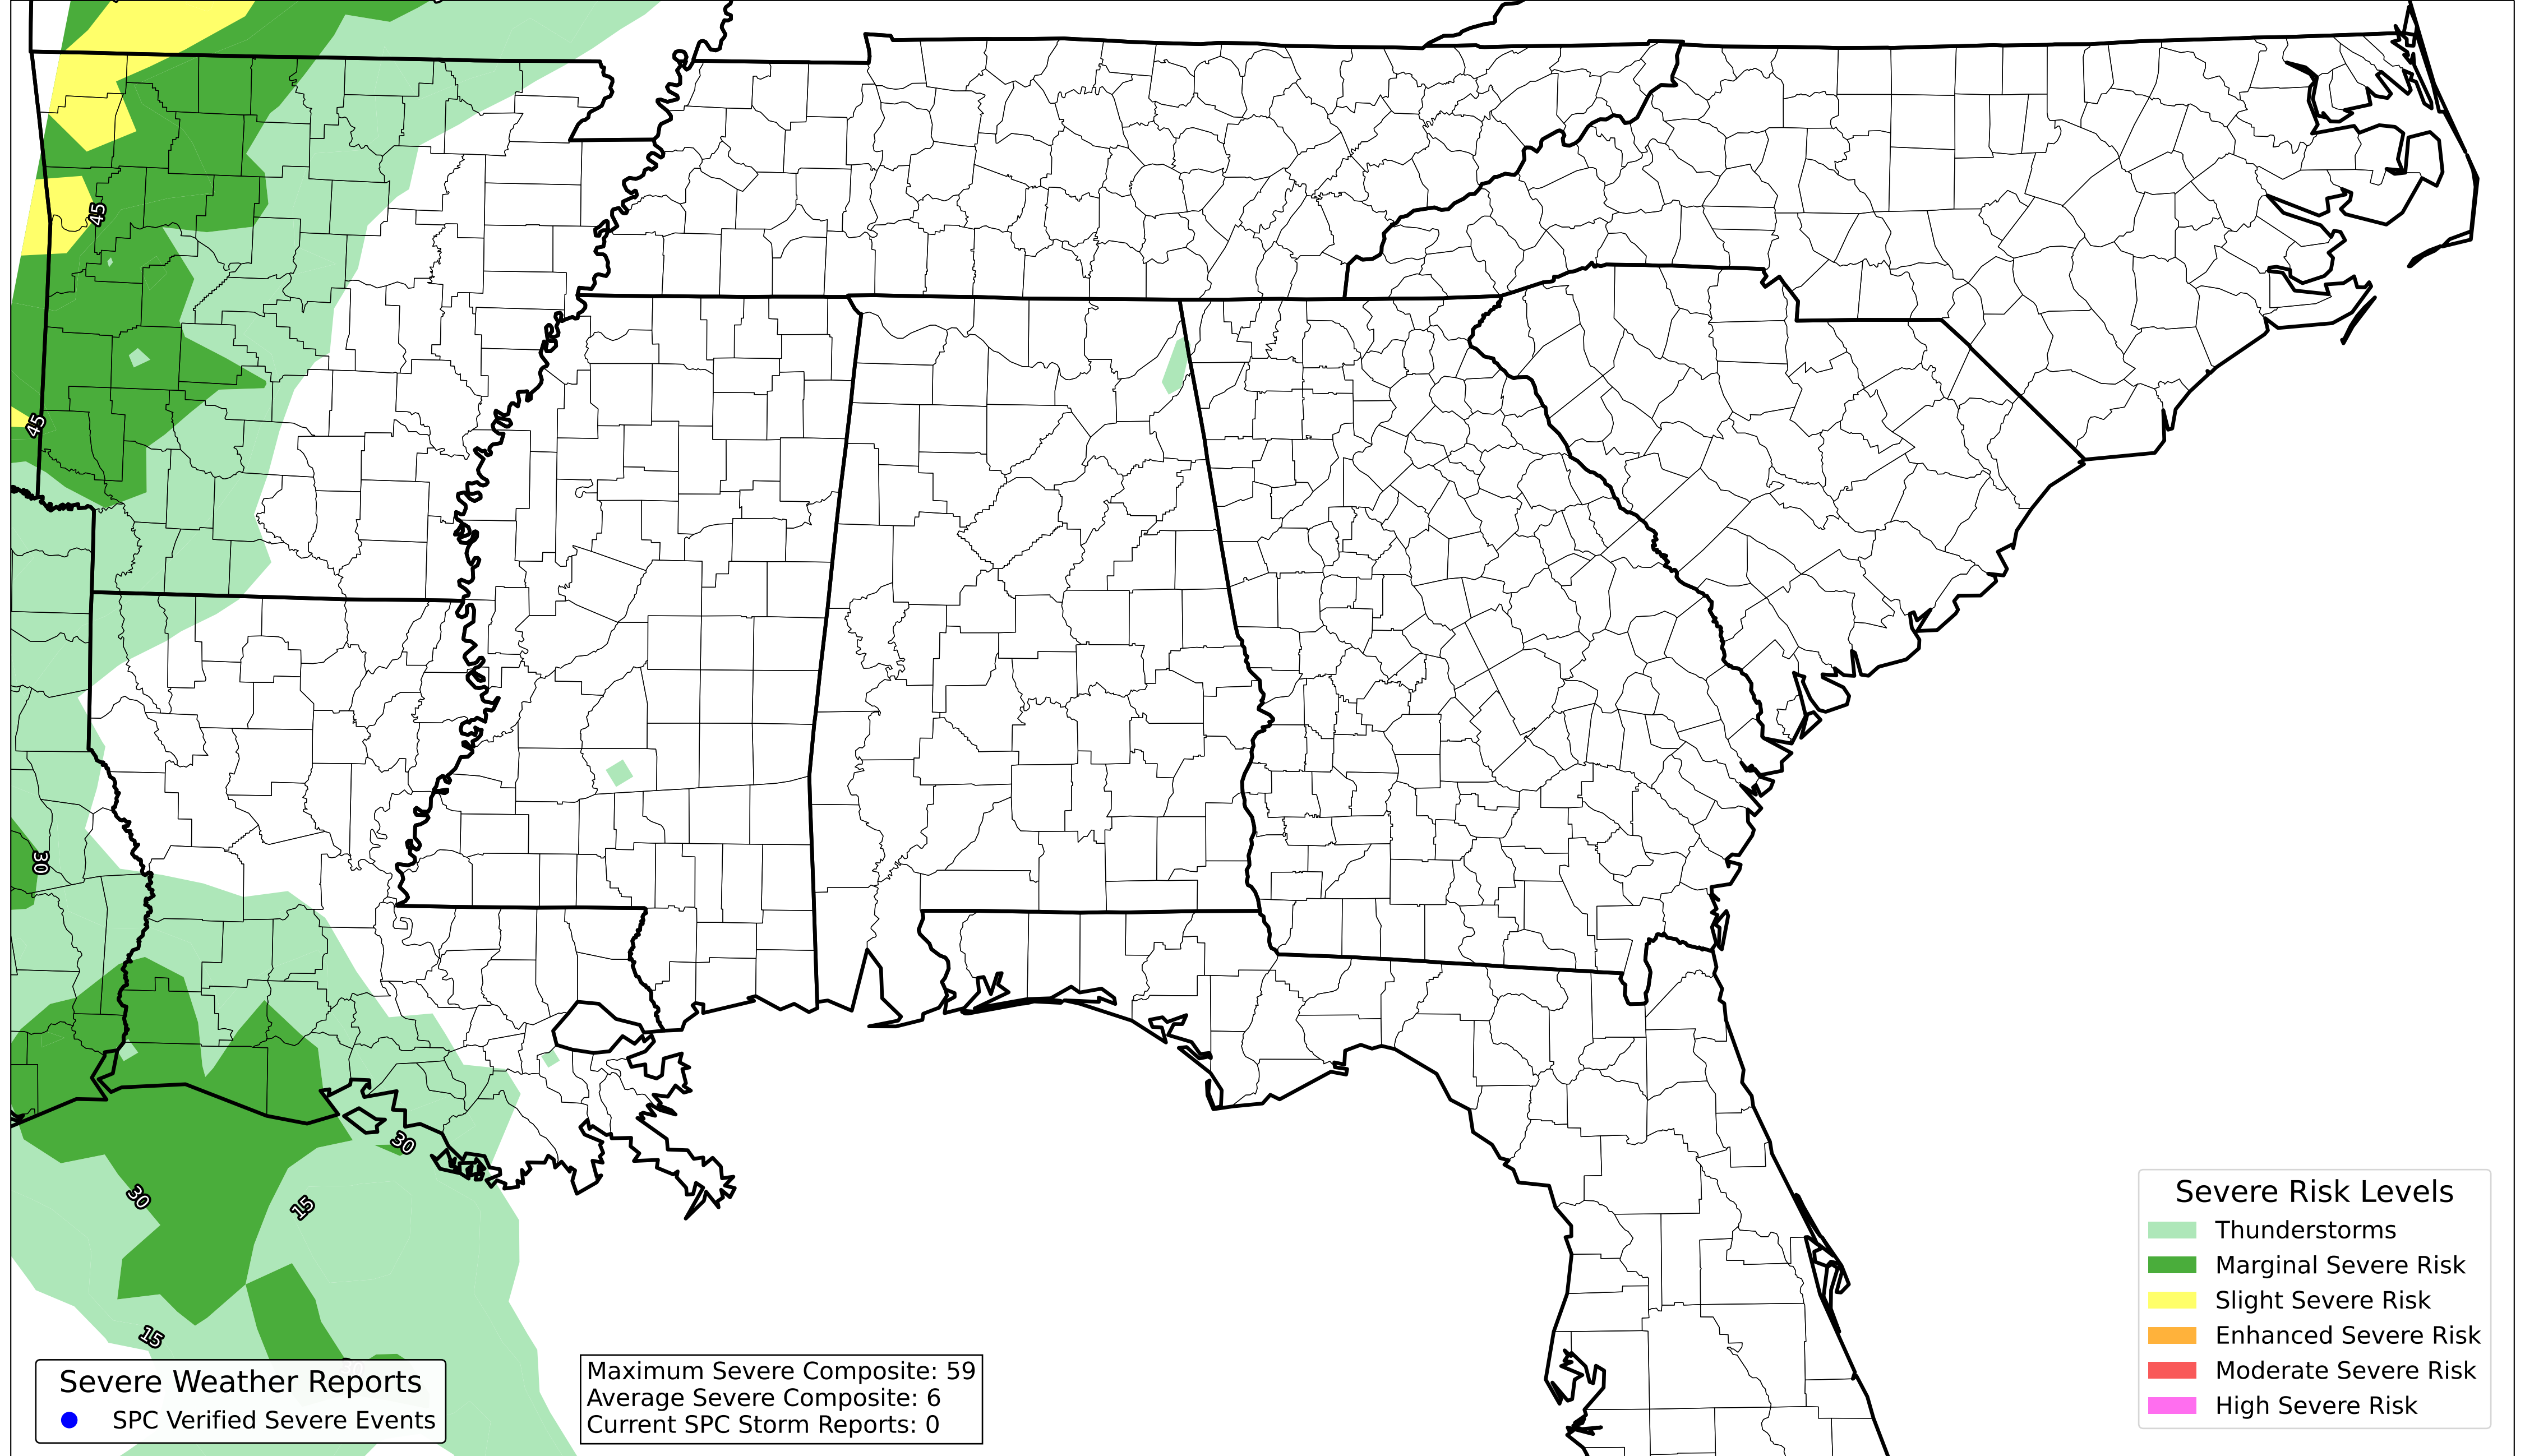 45
45
30
30
30
15
15
Severe Risk Levels
Thunderstorms
Marginal Severe Risk
Slight Severe Risk
Enhanced Severe Risk
Moderate Severe Risk
High Severe Risk
Severe Weather Reports
SPC Verified Severe Events
Maximum Severe Composite: 59
Average Severe Composite: 6
Current SPC Storm Reports: 0